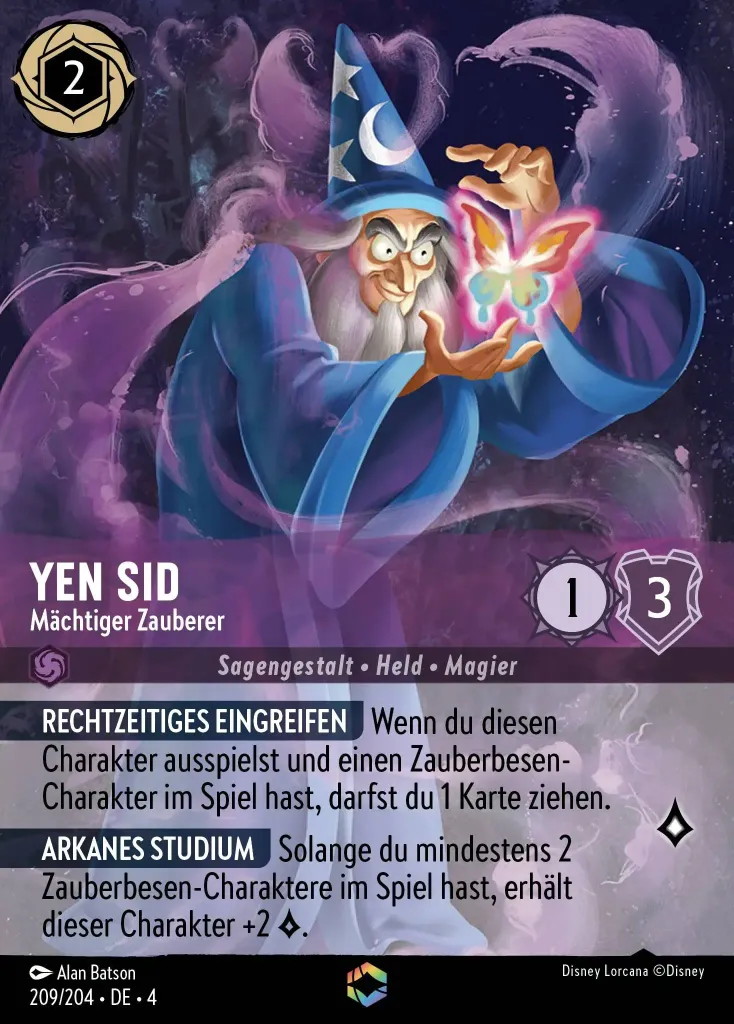 2
YEN SID
Mächtiger Zauberer
1
3
Sagengestalt • Held • Magier
RECHTZEITIGES EINGREIFEN Wenn du diesen
Charakter ausspielst und einen Zauberbesen-
Charakter im Spiel hast, darfst du 1 Karte ziehen.
ARKANES STUDIUM Solange du mindestens 2
Zauberbesen-Charaktere im Spiel hast, erhält
dieser Charakter +2 .
Alan Batson
Disney Lorcana ©Disney
209/204 • DE • 4